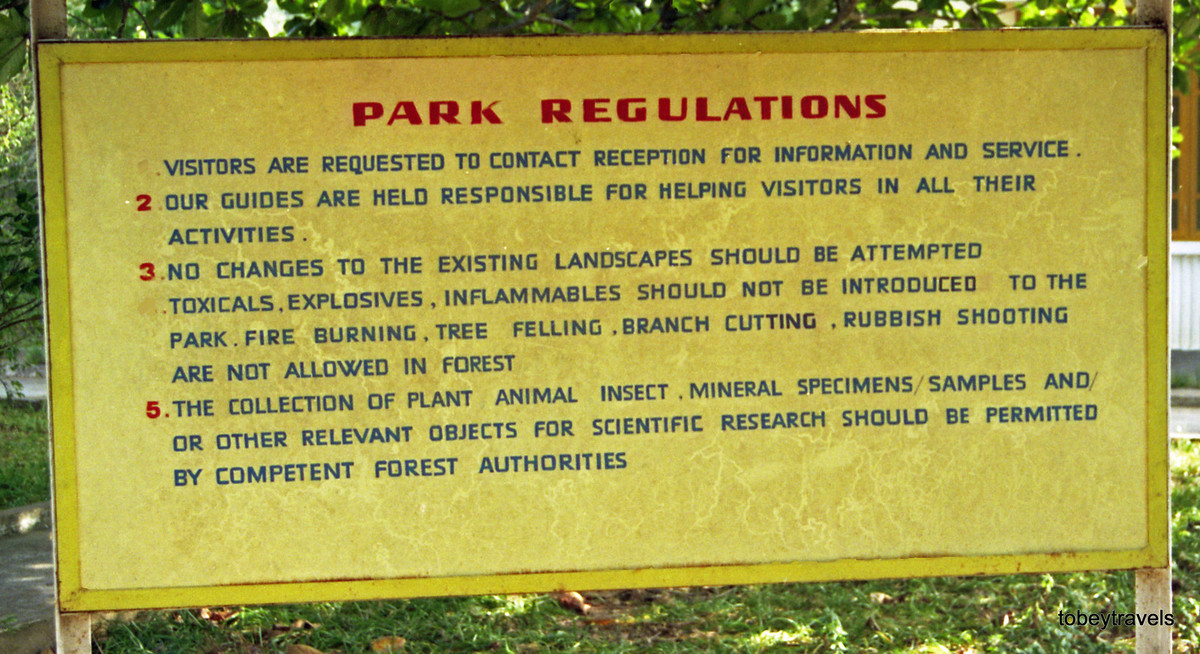 PARK REGULATIONS
. VISITORS ARE REQUESTED TO CONTACT RECEPTION FOR INFORMATION AND SERVICE.
2 OUR GUIDES ARE HELD RESPONSIBLE FOR HELPING VISITORS IN ALL THEIR
ACTIVITIES.
3. NO CHANGES TO THE EXISTING LANDSCAPES SHOULD BE ATTEMPTED
. TOXICALS, EXPLOSIVES, INFLAMMABLES SHOULD NOT BE INTRODUCED TO THE
PARK. FIRE BURNING, TREE FELLING, BRANCH CUTTING, RUBBISH SHOOTING
ARE NOT ALLOWED IN FOREST
5. THE COLLECTION OF PLANT ANIMAL INSECT. MINERAL SPECIMENS/SAMPLES AND/
OR OTHER RELEVANT OBJECTS FOR SCIENTIFIC RESEARCH SHOULD BE PERMITTED
BY COMPETENT FOREST AUTHORITIES
tobeytravels